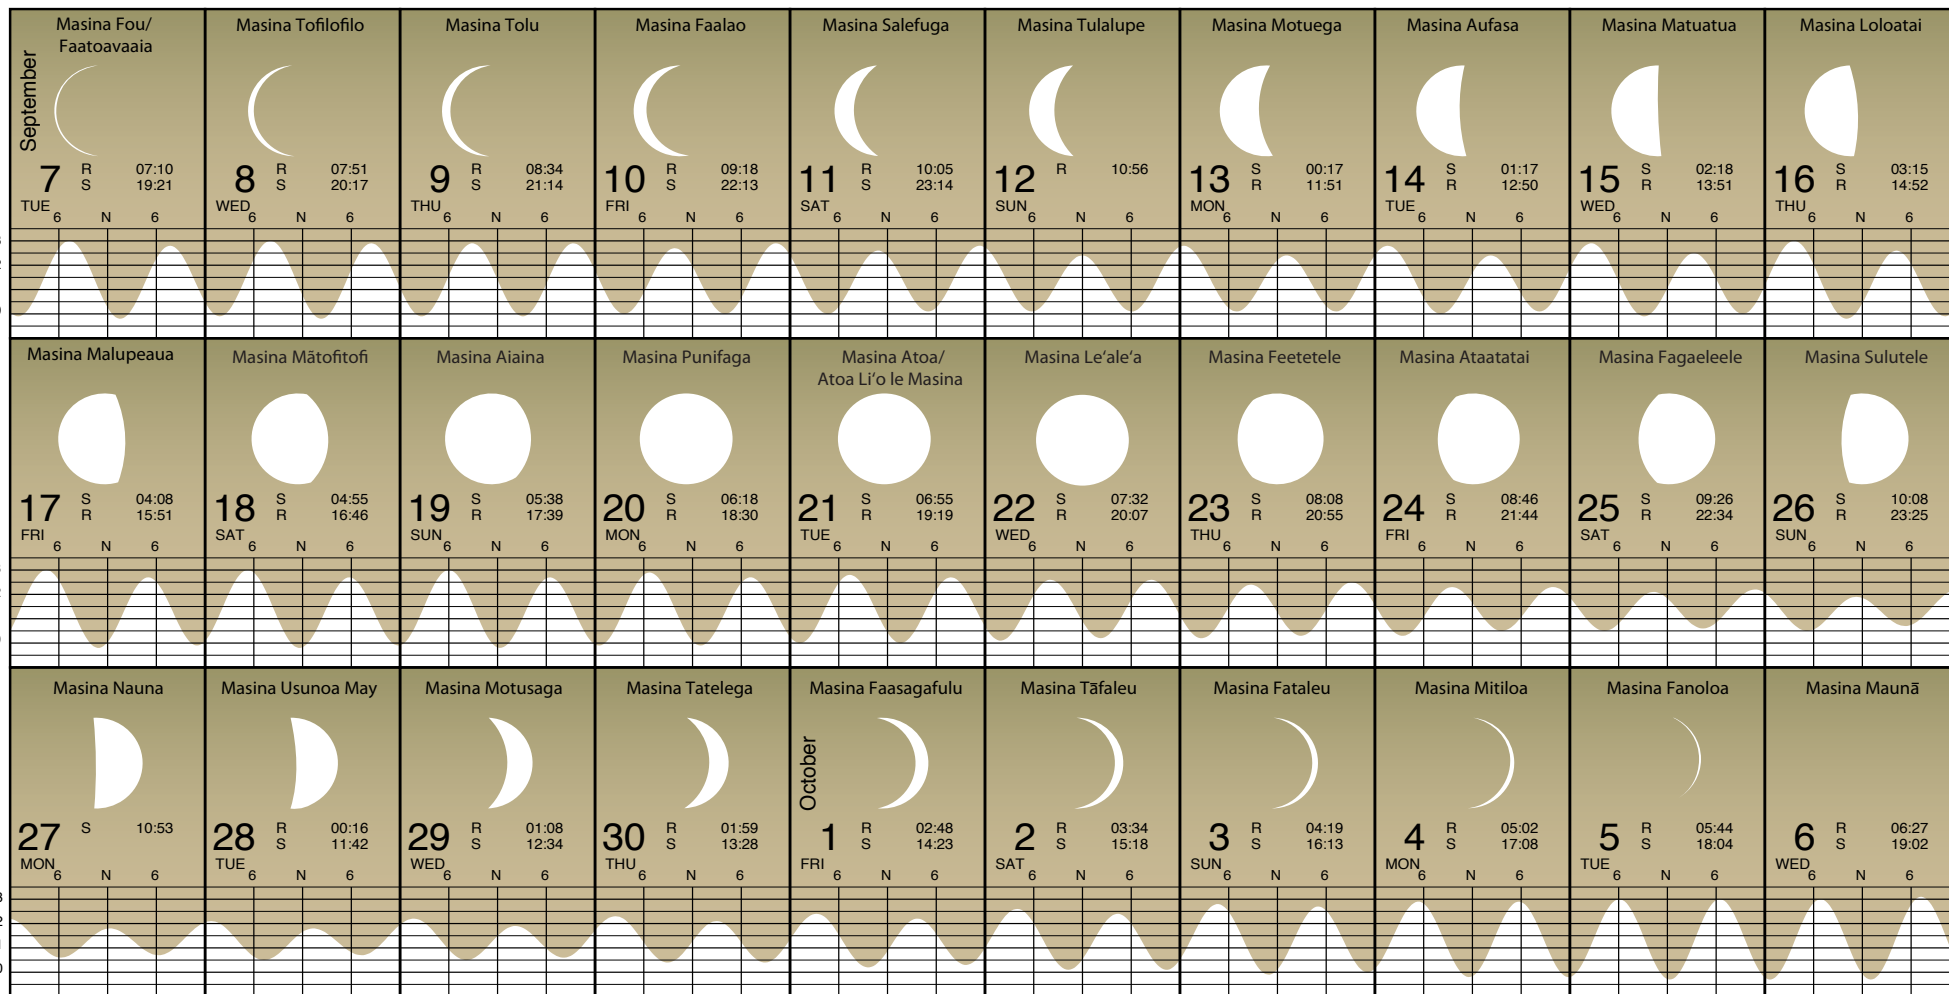 Masina Fou/
Faatoavaaia
September
7 R 07:10
S 19:21
TUE
6 N 6
Masina Tofilofilo
8 R 07:51
S 20:17
WED
6 N 6
Masina Tolu
9 R 08:34
S 21:14
THU
6 N 6
Masina Faalao
10 R 09:18
S 22:13
FRI
6 N 6
Masina Salefuga
11 R 10:05
S 23:14
SAT
6 N 6
Masina Tulalupe
12 R 10:56
SUN
6 N 6
Masina Motuega
13 S 00:17
R 11:51
MON
6 N 6
Masina Aufasa
14 S 01:17
R 12:50
TUE
6 N 6
Masina Matuatua
15 S 02:18
R 13:51
WED
6 N 6
Masina Loloatai
16 S 03:15
R 14:52
THU
6 N 6
Masina Malupeaua
17 S 04:08
R 15:51
FRI
6 N 6
Masina Mātofitofi
18 S 04:55
R 16:46
SAT
6 N 6
Masina Aiaina
19 S 05:38
R 17:39
SUN
6 N 6
Masina Punifaga
20 S 06:18
R 18:30
MON
6 N 6
Masina Atoa/
Atoa Li‘o le Masina
21 S 06:55
R 19:19
TUE
6 N 6
Masina Le‘ale‘a
22 S 07:32
R 20:07
WED
6 N 6
Masina Feetetele
23 S 08:08
R 20:55
THU
6 N 6
Masina Ataatatai
24 S 08:46
R 21:44
FRI
6 N 6
Masina Fagaeleele
25 S 09:26
R 22:34
SAT
6 N 6
Masina Sulutele
26 S 10:08
R 23:25
SUN
6 N 6
Masina Nauna
27 S 10:53
MON
6 N 6
Masina Usunoa May
28 R 00:16
S 11:42
TUE
6 N 6
Masina Motusaga
29 R 01:08
S 12:34
WED
6 N 6
Masina Tatelega
30 R 01:59
S 13:28
THU
6 N 6
Masina Faasagafulu
October
1 R 02:48
S 14:23
FRI
6 N 6
Masina Tāfaleu
2 R 03:34
S 15:18
SAT
6 N 6
Masina Fataleu
3 R 04:19
S 16:13
SUN
6 N 6
Masina Mitiloa
4 R 05:02
S 17:08
MON
6 N 6
Masina Fanoloa
5 R 05:44
S 18:04
TUE
6 N 6
Masina Maunā
6 R 06:27
S 19:02
WED
6 N 6